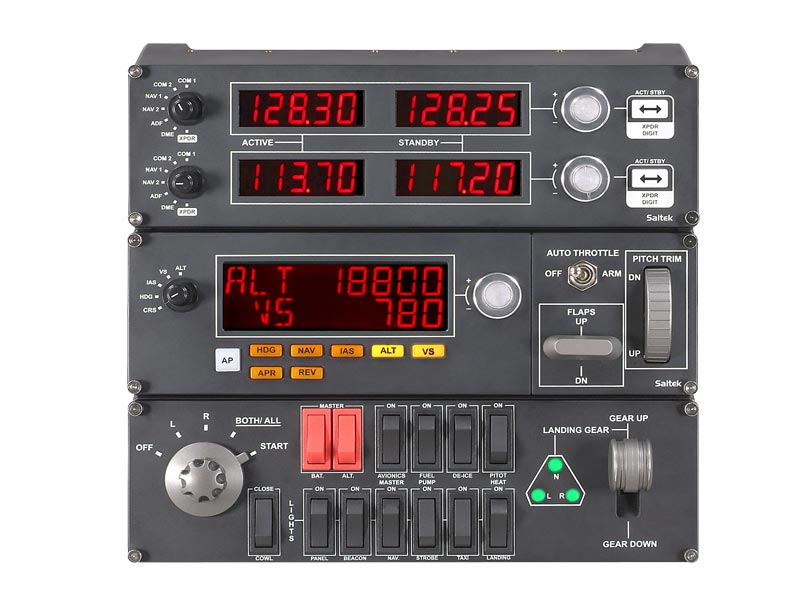 COM 2 COM 1
NAV 1
NAV 2
ADF
DME XPDR
128.30 128.25
+
-
ACT/ STBY
XPDR
DIGIT
ACTIVE STANDBY
COM 2 COM 1
NAV 1
NAV 2
ADF
DME XPDR
113.70 117.20
+
-
ACT/ STBY
XPDR
DIGIT
Saitek
VS ALT
IAS
HDG
CRS
ALT 18800
VS 780
+
-
AP HDG NAV IAS ALT VS
APR REV
AUTO THROTTLE
OFF ARM
FLAPS
UP
DN
PITCH TRIM
DN
UP
Saitek
OFF L R BOTH/ ALL START
MASTER
BAT. ALT.
ON ON ON ON
AVIONICS MASTER
FUEL PUMP
DE-ICE
PITOT HEAT
CLOSE
COWL
LIGHTS
ON ON ON ON ON ON
PANEL BEACON NAV. STROBE TAXI LANDING
GEAR UP
LANDING GEAR
N
L R
GEAR DOWN